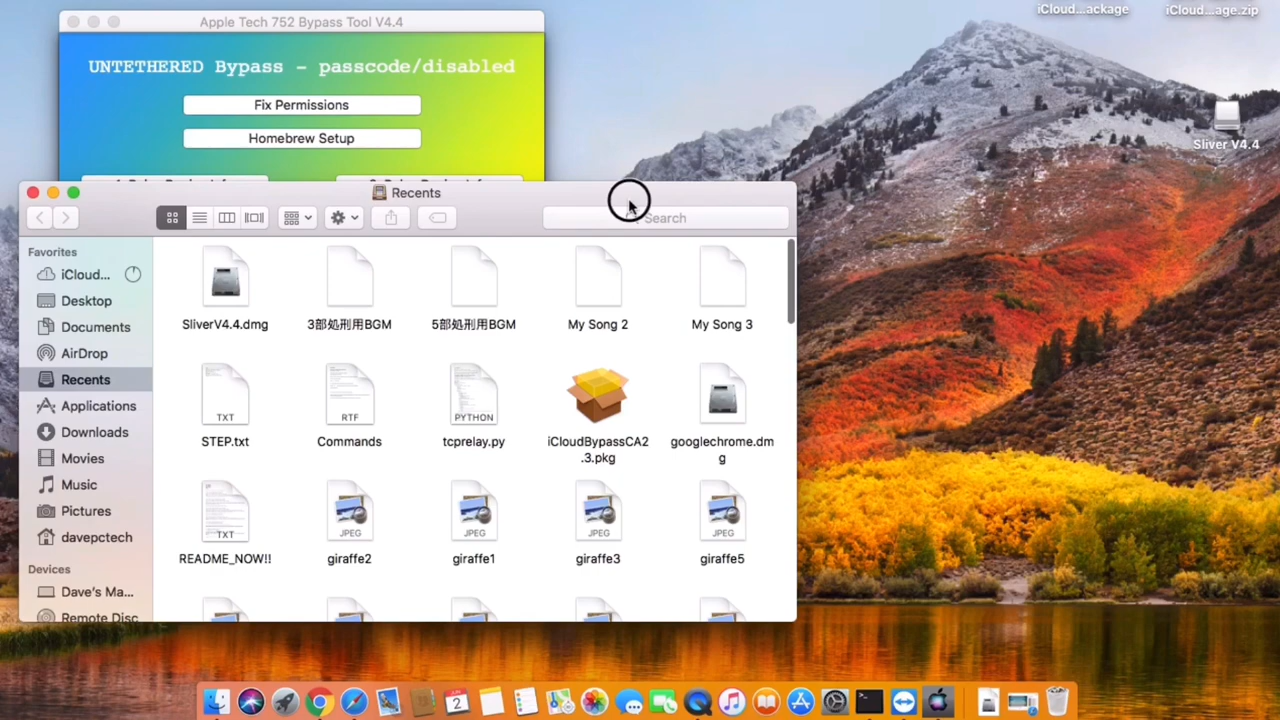 iCloud...ackage
iCloud...age.zip
Apple Tech 752 Bypass Tool V4.4
UNTETHERED Bypass - passcode/disabled
Fix Permissions
Homebrew Setup
Sliver V4.4
Recents
Search
Favorites
iCloud...
Desktop
Documents
AirDrop
Recents
Applications
Downloads
Movies
Music
Pictures
davepctech
Devices
Dave's Ma...
Remote Disc
SliverV4.4.dmg
3部処刑用BGM
5部処刑用BGM
My Song 2
My Song 3
TXT
RTF
PYTHON
STEP.txt
Commands
tcprelay.py
iCloudBypassCA2
.3.pkg
googlechrome.dm
g
TXT
JPEG
JPEG
JPEG
JPEG
README_NOW!!
giraffe2
giraffe1
giraffe3
giraffe5
2